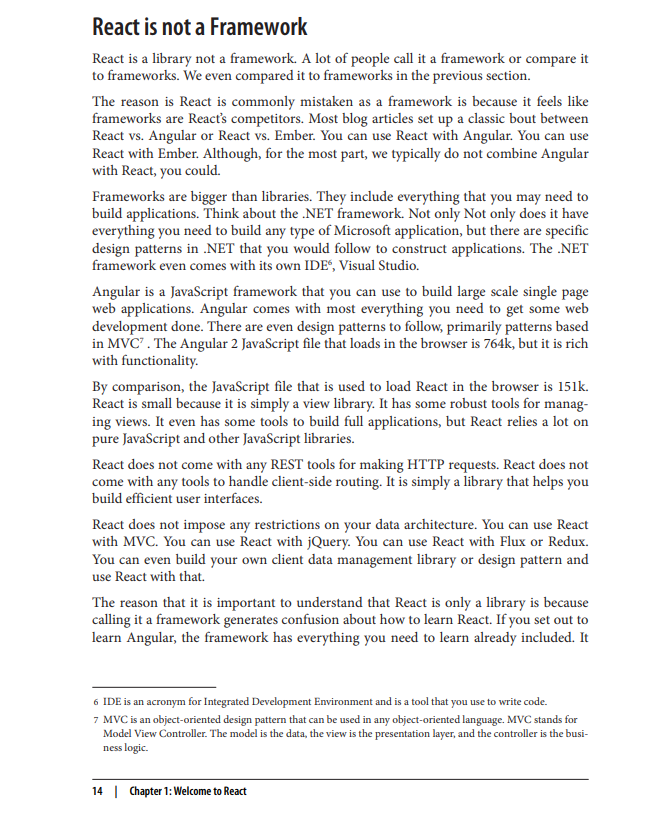 React is not a Framework
React is a library not a framework. A lot of people call it a framework or compare it
to frameworks. We even compared it to frameworks in the previous section.
The reason is React is commonly mistaken as a framework is because it feels like
frameworks are React's competitors. Most blog articles set up a classic bout between
React vs. Angular or React vs. Ember. You can use React with Angular. You can use
React with Ember. Although, for the most part, we typically do not combine Angular
with React, you could.
Frameworks are bigger than libraries. They include everything that you may need to
build applications. Think about the .NET framework. Not only Not only does it have
everything you need to build any type of Microsoft application, but there are specific
design patterns in .NET that you would follow to construct applications. The .NET
framework even comes with its own IDE⁶, Visual Studio.
Angular is a JavaScript framework that you can use to build large scale single page
web applications. Angular comes with most everything you need to get some web
development done. There are even design patterns to follow, primarily patterns based
in MVC⁷ . The Angular 2 JavaScript file that loads in the browser is 764k, but it is rich
with functionality.
By comparison, the JavaScript file that is used to load React in the browser is 151k.
React is small because it is simply a view library. It has some robust tools for manag-
ing views. It even has some tools to build full applications, but React relies a lot on
pure JavaScript and other JavaScript libraries.
React does not come with any REST tools for making HTTP requests. React does not
come with any tools to handle client-side routing. It is simply a library that helps you
build efficient user interfaces.
React does not impose any restrictions on your data architecture. You can use React
with MVC. You can use React with jQuery. You can use React with Flux or Redux.
You can even build your own client data management library or design pattern and
use React with that.
The reason that it is important to understand that React is only a library is because
calling it a framework generates confusion about how to learn React. If you set out to
learn Angular, the framework has everything you need to learn already included. It
6 IDE is an acronym for Integrated Development Environment and is a tool that you use to write code.
7 MVC is an object-oriented design pattern that can be used in any object-oriented language. MVC stands for
Model View Controller. The model is the data, the view is the presentation layer, and the controller is the busi-
ness logic.
14 | Chapter 1: Welcome to React